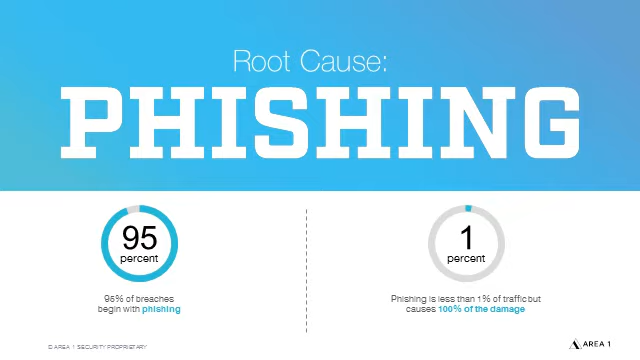 Root Cause:
PHISHING
95
percent
95% of breaches
begin with phishing
1
percent
Phishing is less than 1% of traffic but
causes 100% of the damage
© AREA 1 SECURITY PROPRIETARY
AREA 1